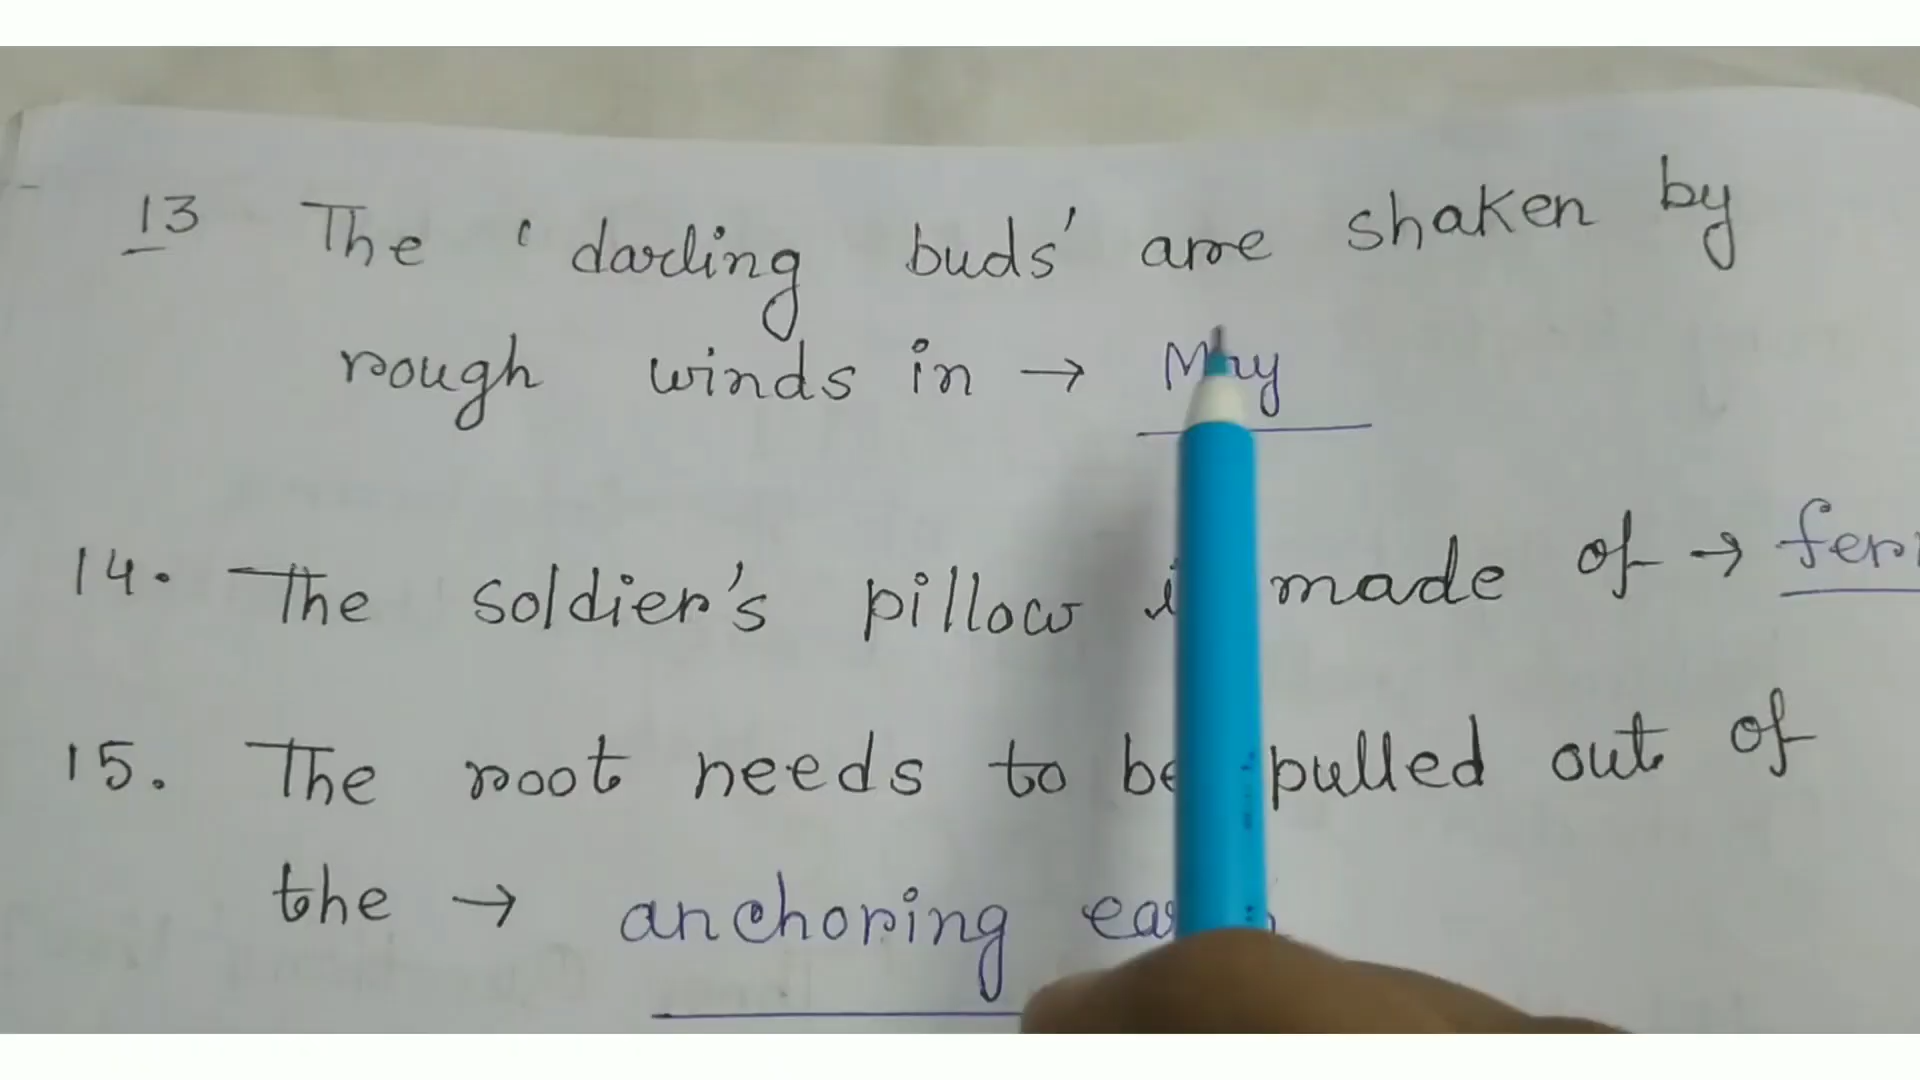 13 The 'darling buds' are shaken by
rough winds in → May
14. The soldier's pillow made of →
15. The root needs to be pulled out of
the → anchoring